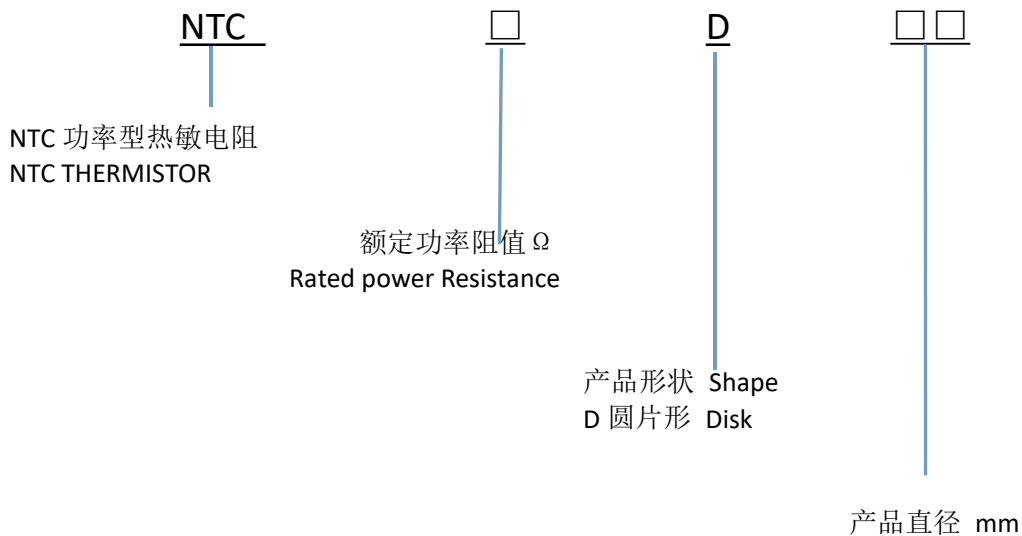 NTC □ D □□
NTC 功率型热敏电阻
NTC THERMISTOR
额定功率阻值 Ω
Rated power Resistance
产品形状 Shape
D 圆片形 Disk
产品直径 mm